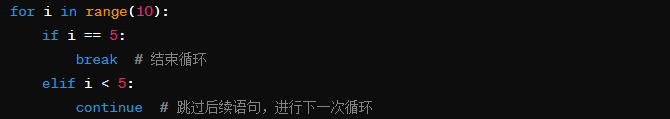 for i in range(10):
    if i == 5:
        break  # 结束循环
    elif i < 5:
        continue  # 跳过后续语句，进行下一次循环